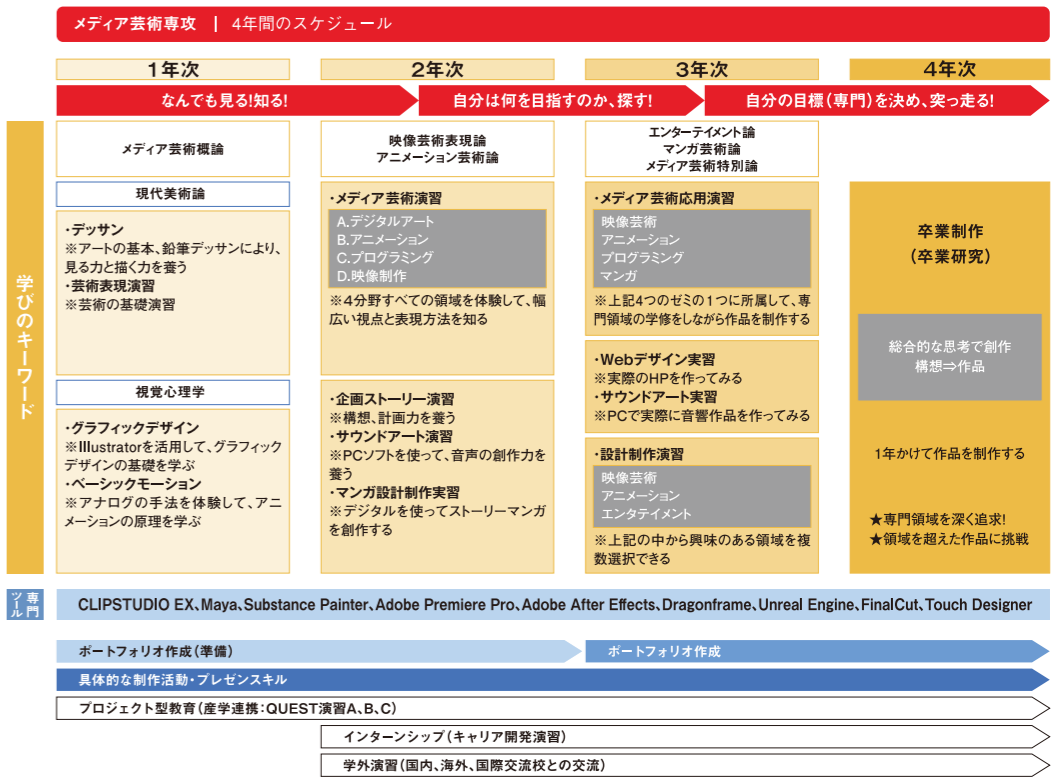 メディア芸術専攻 | 4年間のスケジュール
1年次
2年次
3年次
4年次
なんでも見る!知る!
自分は何を目指すのか、探す!
自分の目標(専門)を決め、突っ走る!
学びのキーワード
メディア芸術概論
現代美術論
・デッサン
※アートの基本、鉛筆デッサンにより、
見る力と描く力を養う
・芸術表現演習
※芸術の基礎演習
視覚心理学
・グラフィックデザイン
※Illustratorを活用して、グラフィック
デザインの基礎を学ぶ
・ベーシックモーション
※アナログの手法を体験して、アニ
メーションの原理を学ぶ
映像芸術表現論
アニメーション芸術論
・メディア芸術演習
A.デジタルアート
B.アニメーション
C.プログラミング
D.映像制作
※4分野すべての領域を体験して、幅
広い視点と表現方法を知る
・企画ストーリー演習
※構想、計画力を養う
・サウンドアート演習
※PCソフトを使って、音声の創作力を
養う
・マンガ設計制作実習
※デジタルを使ってストーリーマンガ
を創作する
エンターテイメント論
マンガ芸術論
メディア芸術特別論
・メディア芸術応用演習
映像芸術
アニメーション
プログラミング
マンガ
※上記4つのゼミの1つに所属して、専
門領域の学修をしながら作品を制作する
・Webデザイン実習
※実際のHPを作ってみる
・サウンドアート実習
※PCで実際に音響作品を作ってみる
・設計制作演習
映像芸術
アニメーション
エンタテイメント
※上記の中から興味のある領域を複
数選択できる
卒業制作
(卒業研究)
総合的な思考で創作
構想⇒作品
1年かけて作品を制作する
★専門領域を深く追求!
★領域を超えた作品に挑戦
専門ツール
CLIPSTUDIO EX、Maya、Substance Painter、Adobe Premiere Pro、Adobe After Effects、Dragonframe、Unreal Engine、FinalCut、Touch Designer
ポートフォリオ作成(準備)
ポートフォリオ作成
具体的な制作活動・プレゼンスキル
プロジェクト型教育(産学連携:QUEST演習A、B、C)
インターンシップ(キャリア開発演習)
学外演習(国内、海外、国際交流校との交流)